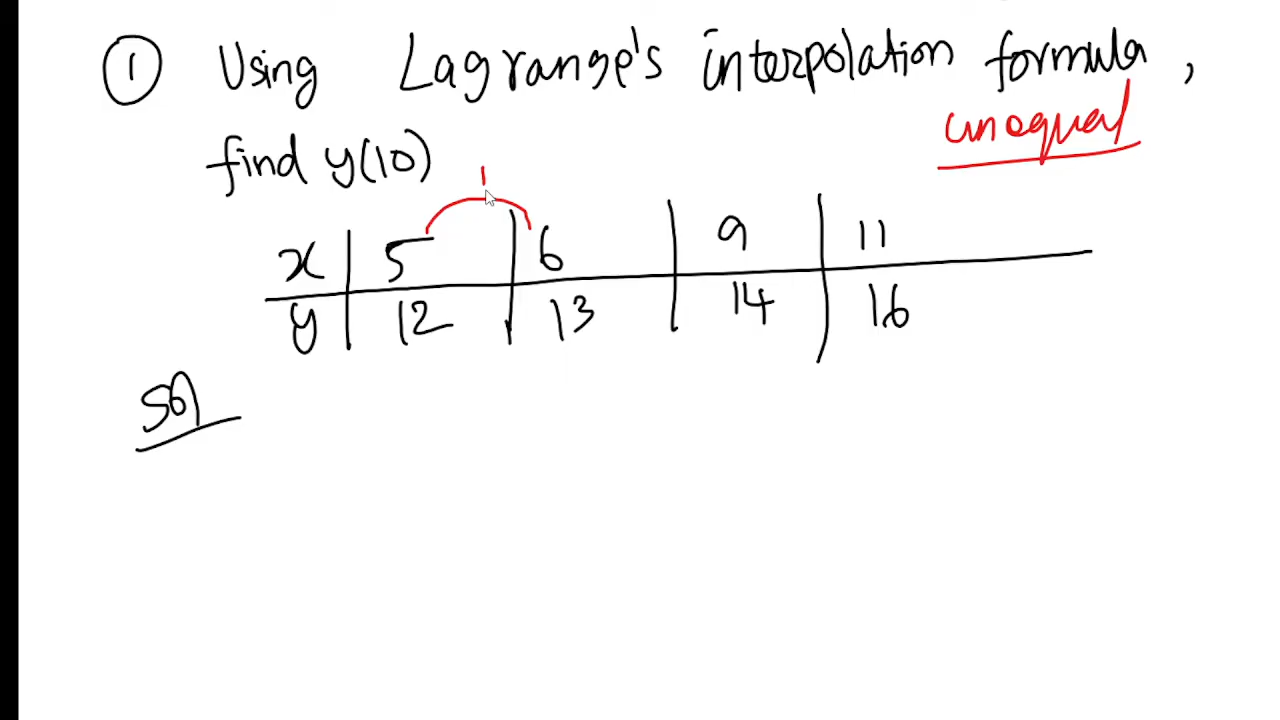 ① Using Lagrange's interpolation formula,
unequal
find y(10)
1
x | 5 | 6 | 9 | 11
y | 12 | 13 | 14 | 16
Sol